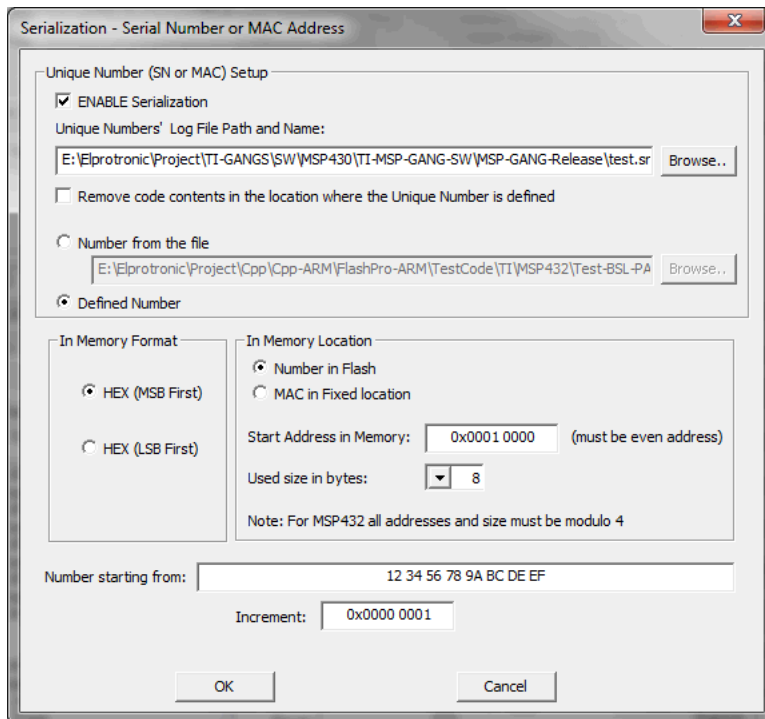 Serialization - Serial Number or MAC Address
Unique Number (SN or MAC) Setup
ENABLE Serialization
Unique Numbers' Log File Path and Name:
E:\Elprotronic\Project\TI-GANGS\SW\MSP430\TI-MSP-GANG-SW\MSP-GANG-Release\test.sr Browse..
Remove code contents in the location where the Unique Number is defined
Number from the file
E:\Elprotronic\Project\Cpp\Cpp-ARM\FlashPro-ARM\TestCode\TI\MSP432\Test-BSL-PA Browse..
Defined Number
In Memory Format
HEX (MSB First)
HEX (LSB First)
In Memory Location
Number in Flash
MAC in Fixed location
Start Address in Memory: 0x0001 0000 (must be even address)
Used size in bytes: 8
Note: For MSP432 all addresses and size must be modulo 4
Number starting from: 12 34 56 78 9A BC DE EF
Increment: 0x0000 0001
OK Cancel